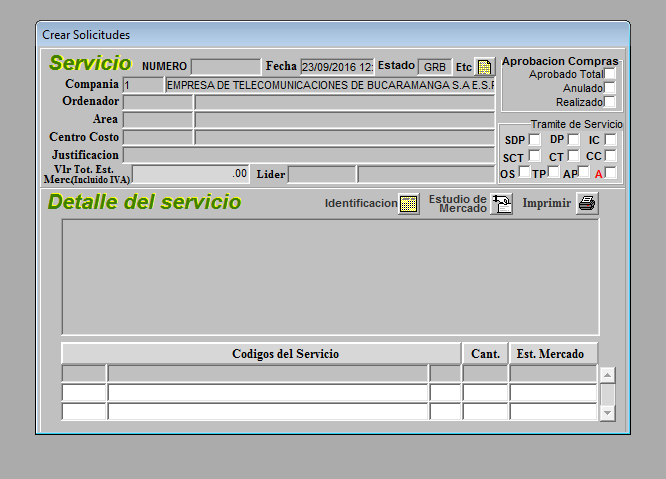 Crear Solicitudes
Servicio NUMERO Fecha 23/09/2016 12: Estado GRB Etc
Aprobacion Compras
Aprobado Total
Anulado
Realizado
Compania 1 EMPRESA DE TELECOMUNICACIONES DE BUCARAMANGA S.A E.S.P
Ordenador
Area
Centro Costo
Justificacion
Vlr Tot. Est.
Merc(Incluido IVA) .00 Lider
Tramite de Servicio
SDP DP IC
SCT CT CC
OS TP AP A
Detalle del servicio
Identificacion
Estudio de
Mercado
Imprimir
Codigos del Servicio Cant. Est. Mercado